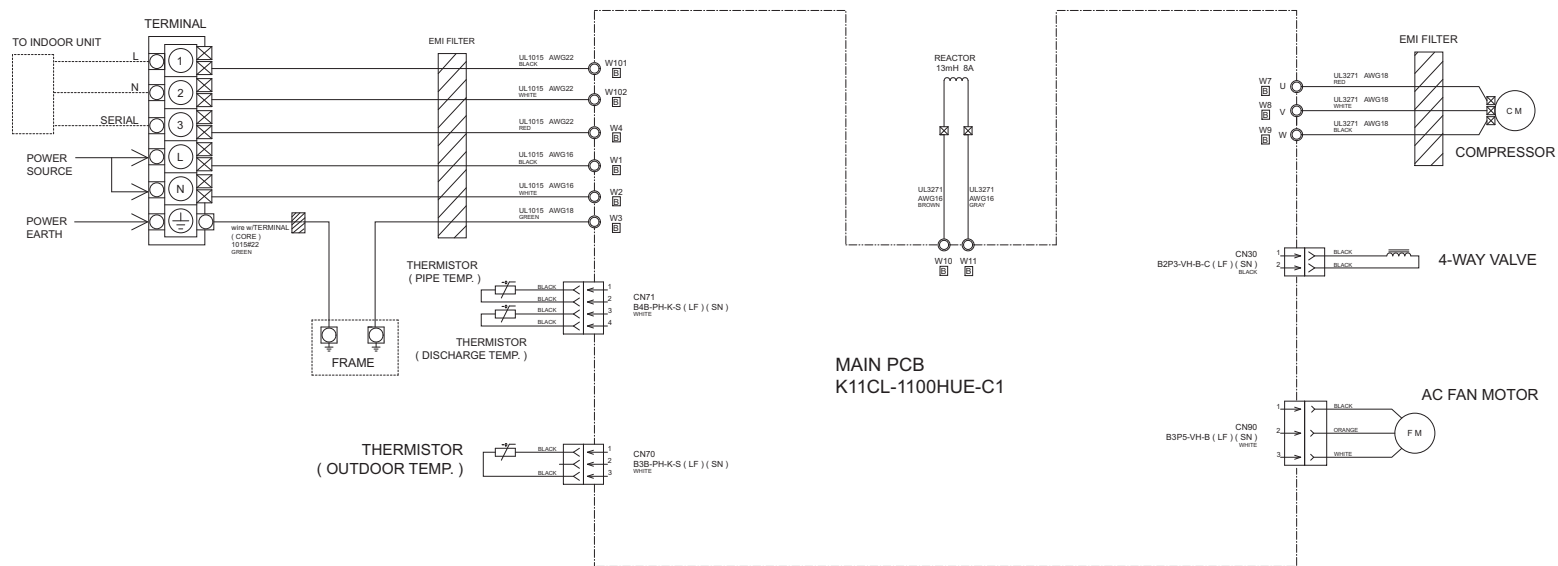 TERMINAL
TO INDOOR UNIT
L
N
SERIAL
1
2
3
L
N
POWER
SOURCE
POWER
EARTH
wire w/TERMINAL
( CORE )
1015#22
GREEN
FRAME
EMI FILTER
UL1015 AWG22
BLACK
W101
B
UL1015 AWG22
WHITE
W102
B
UL1015 AWG22
RED
W4
B
UL1015 AWG16
BLACK
W1
B
UL1015 AWG16
WHITE
W2
B
UL1015 AWG18
GREEN
W3
B
THERMISTOR
( PIPE TEMP. )
BLACK
BLACK
BLACK
BLACK
1
2
3
4
CN71
B4B-PH-K-S ( LF ) ( SN )
WHITE
THERMISTOR
( DISCHARGE TEMP. )
THERMISTOR
( OUTDOOR TEMP. )
BLACK
BLACK
1
2
3
CN70
B3B-PH-K-S ( LF ) ( SN )
WHITE
REACTOR
13mH 8A
UL3271
AWG16
BROWN
UL3271
AWG16
GRAY
W10
B
W11
B
MAIN PCB
K11CL-1100HUE-C1
EMI FILTER
W7
B
U
UL3271 AWG18
RED
W8
B
V
UL3271 AWG18
WHITE
W9
B
W
UL3271 AWG18
BLACK
C M
COMPRESSOR
CN30
B2P3-VH-B-C ( LF ) ( SN )
BLACK
1
2
BLACK
BLACK
4-WAY VALVE
AC FAN MOTOR
CN90
B3P5-VH-B ( LF ) ( SN )
WHITE
1
2
3
BLACK
ORANGE
WHITE
F M